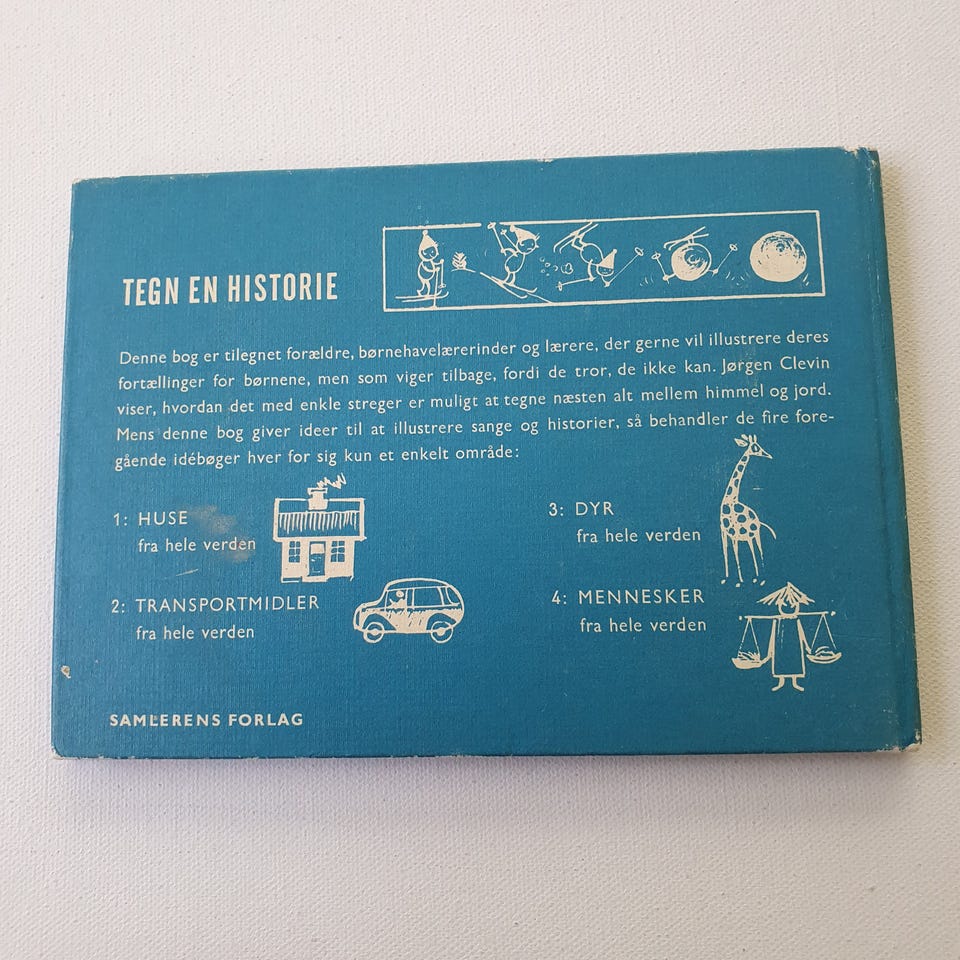 TEGN EN HISTORIE
Denne bog er tilegnet forældre, børnehavelærerinder og lærere, der gerne vil illustrere deres
fortællinger for børnene, men som viger tilbage, fordi de tror, de ikke kan. Jørgen Clevin
viser, hvordan det med enkle streger er muligt at tegne næsten alt mellem himmel og jord.
Mens denne bog giver ideer til at illustrere sange og historier, så behandler de fire fore-
gående idébøger hver for sig kun et enkelt område:
1: HUSE
fra hele verden
2: TRANSPORTMIDLER
fra hele verden
3: DYR
fra hele verden
4: MENNESKER
fra hele verden
SAMLERENS FORLAG